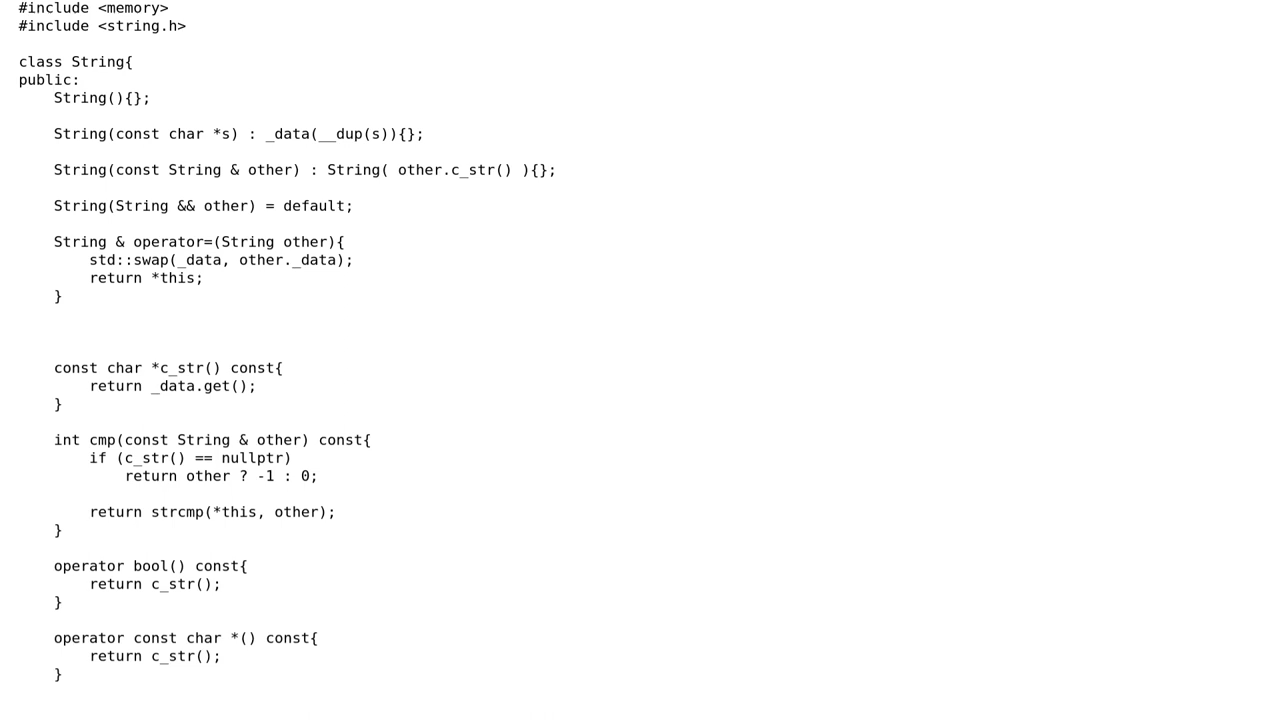 #include <memory>
#include <string.h>
class String{
public:
    String(){};
    String(const char *s) : _data(__dup(s)){};
    String(const String & other) : String( other.c_str() ){};
    String(String && other) = default;
    String & operator=(String other){
        std::swap(_data, other._data);
        return *this;
    }
    const char *c_str() const{
        return _data.get();
    }
    int cmp(const String & other) const{
        if (c_str() == nullptr)
            return other ? -1 : 0;
        return strcmp(*this, other);
    }
    operator bool() const{
        return c_str();
    }
    operator const char *() const{
        return c_str();
    }